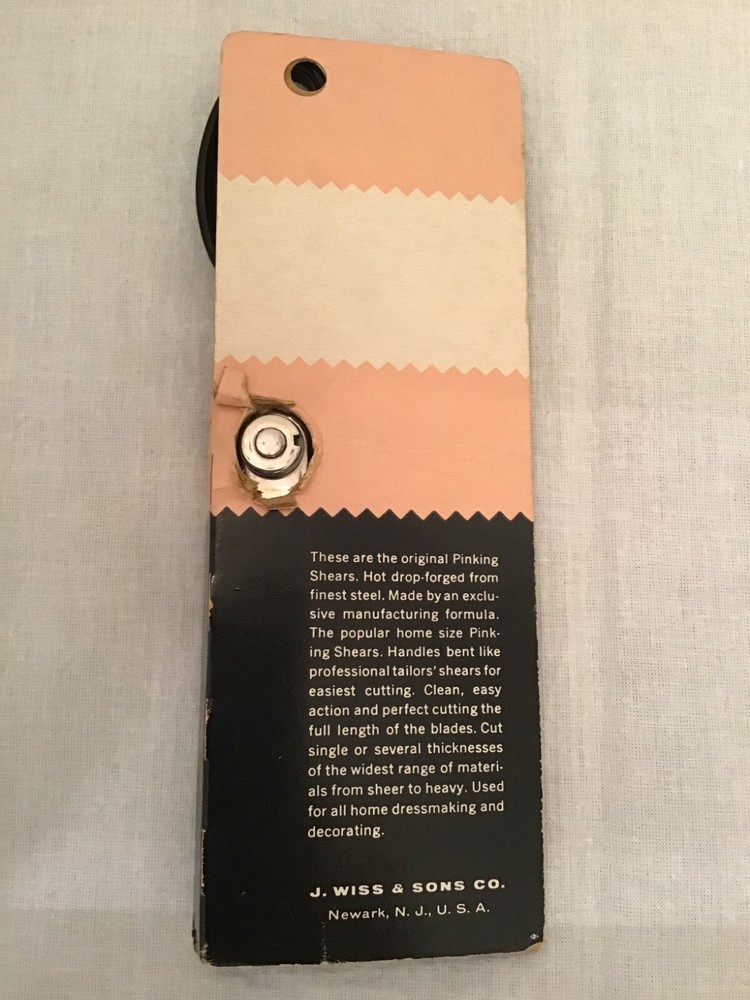 These are the original Pinking
Shears. Hot drop-forged from
finest steel. Made by an exclu-
sive manufacturing formula.
The popular home size Pink-
ing Shears. Handles bent like
professional tailors' shears for
easiest cutting. Clean, easy
action and perfect cutting the
full length of the blades. Cut
single or several thicknesses
of the widest range of materi-
als from sheer to heavy. Used
for all home dressmaking and
decorating.
J. WISS & SONS CO.
Newark, N. J., U. S. A.